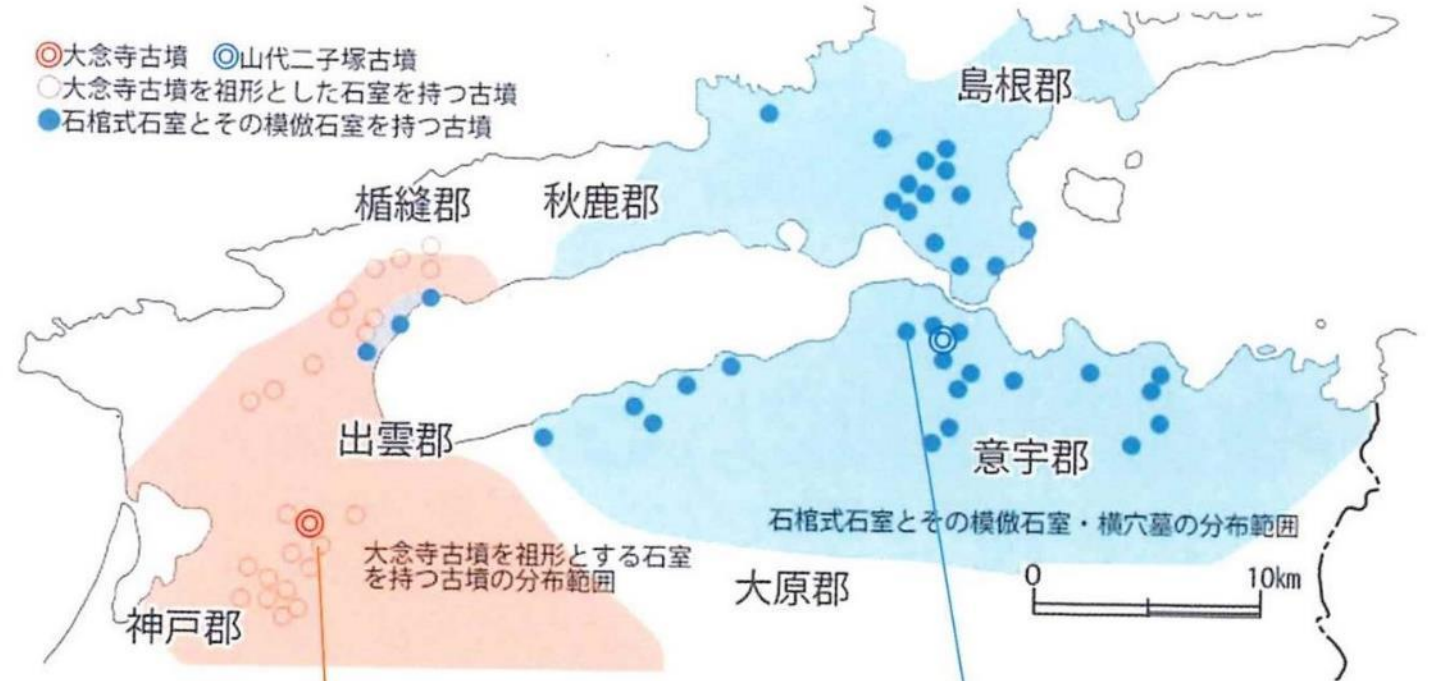 ◎大念寺古墳 ◎山代二子塚古墳
○大念寺古墳を祖形とした石室を持つ古墳
●石棺式石室とその模倣石室を持つ古墳
島根郡
楯縫郡
秋鹿郡
出雲郡
意宇郡
石棺式石室とその模倣石室・横穴墓の分布範囲
大念寺古墳を祖形とする石室
を持つ古墳の分布範囲
大原郡
0 10km
神戸郡